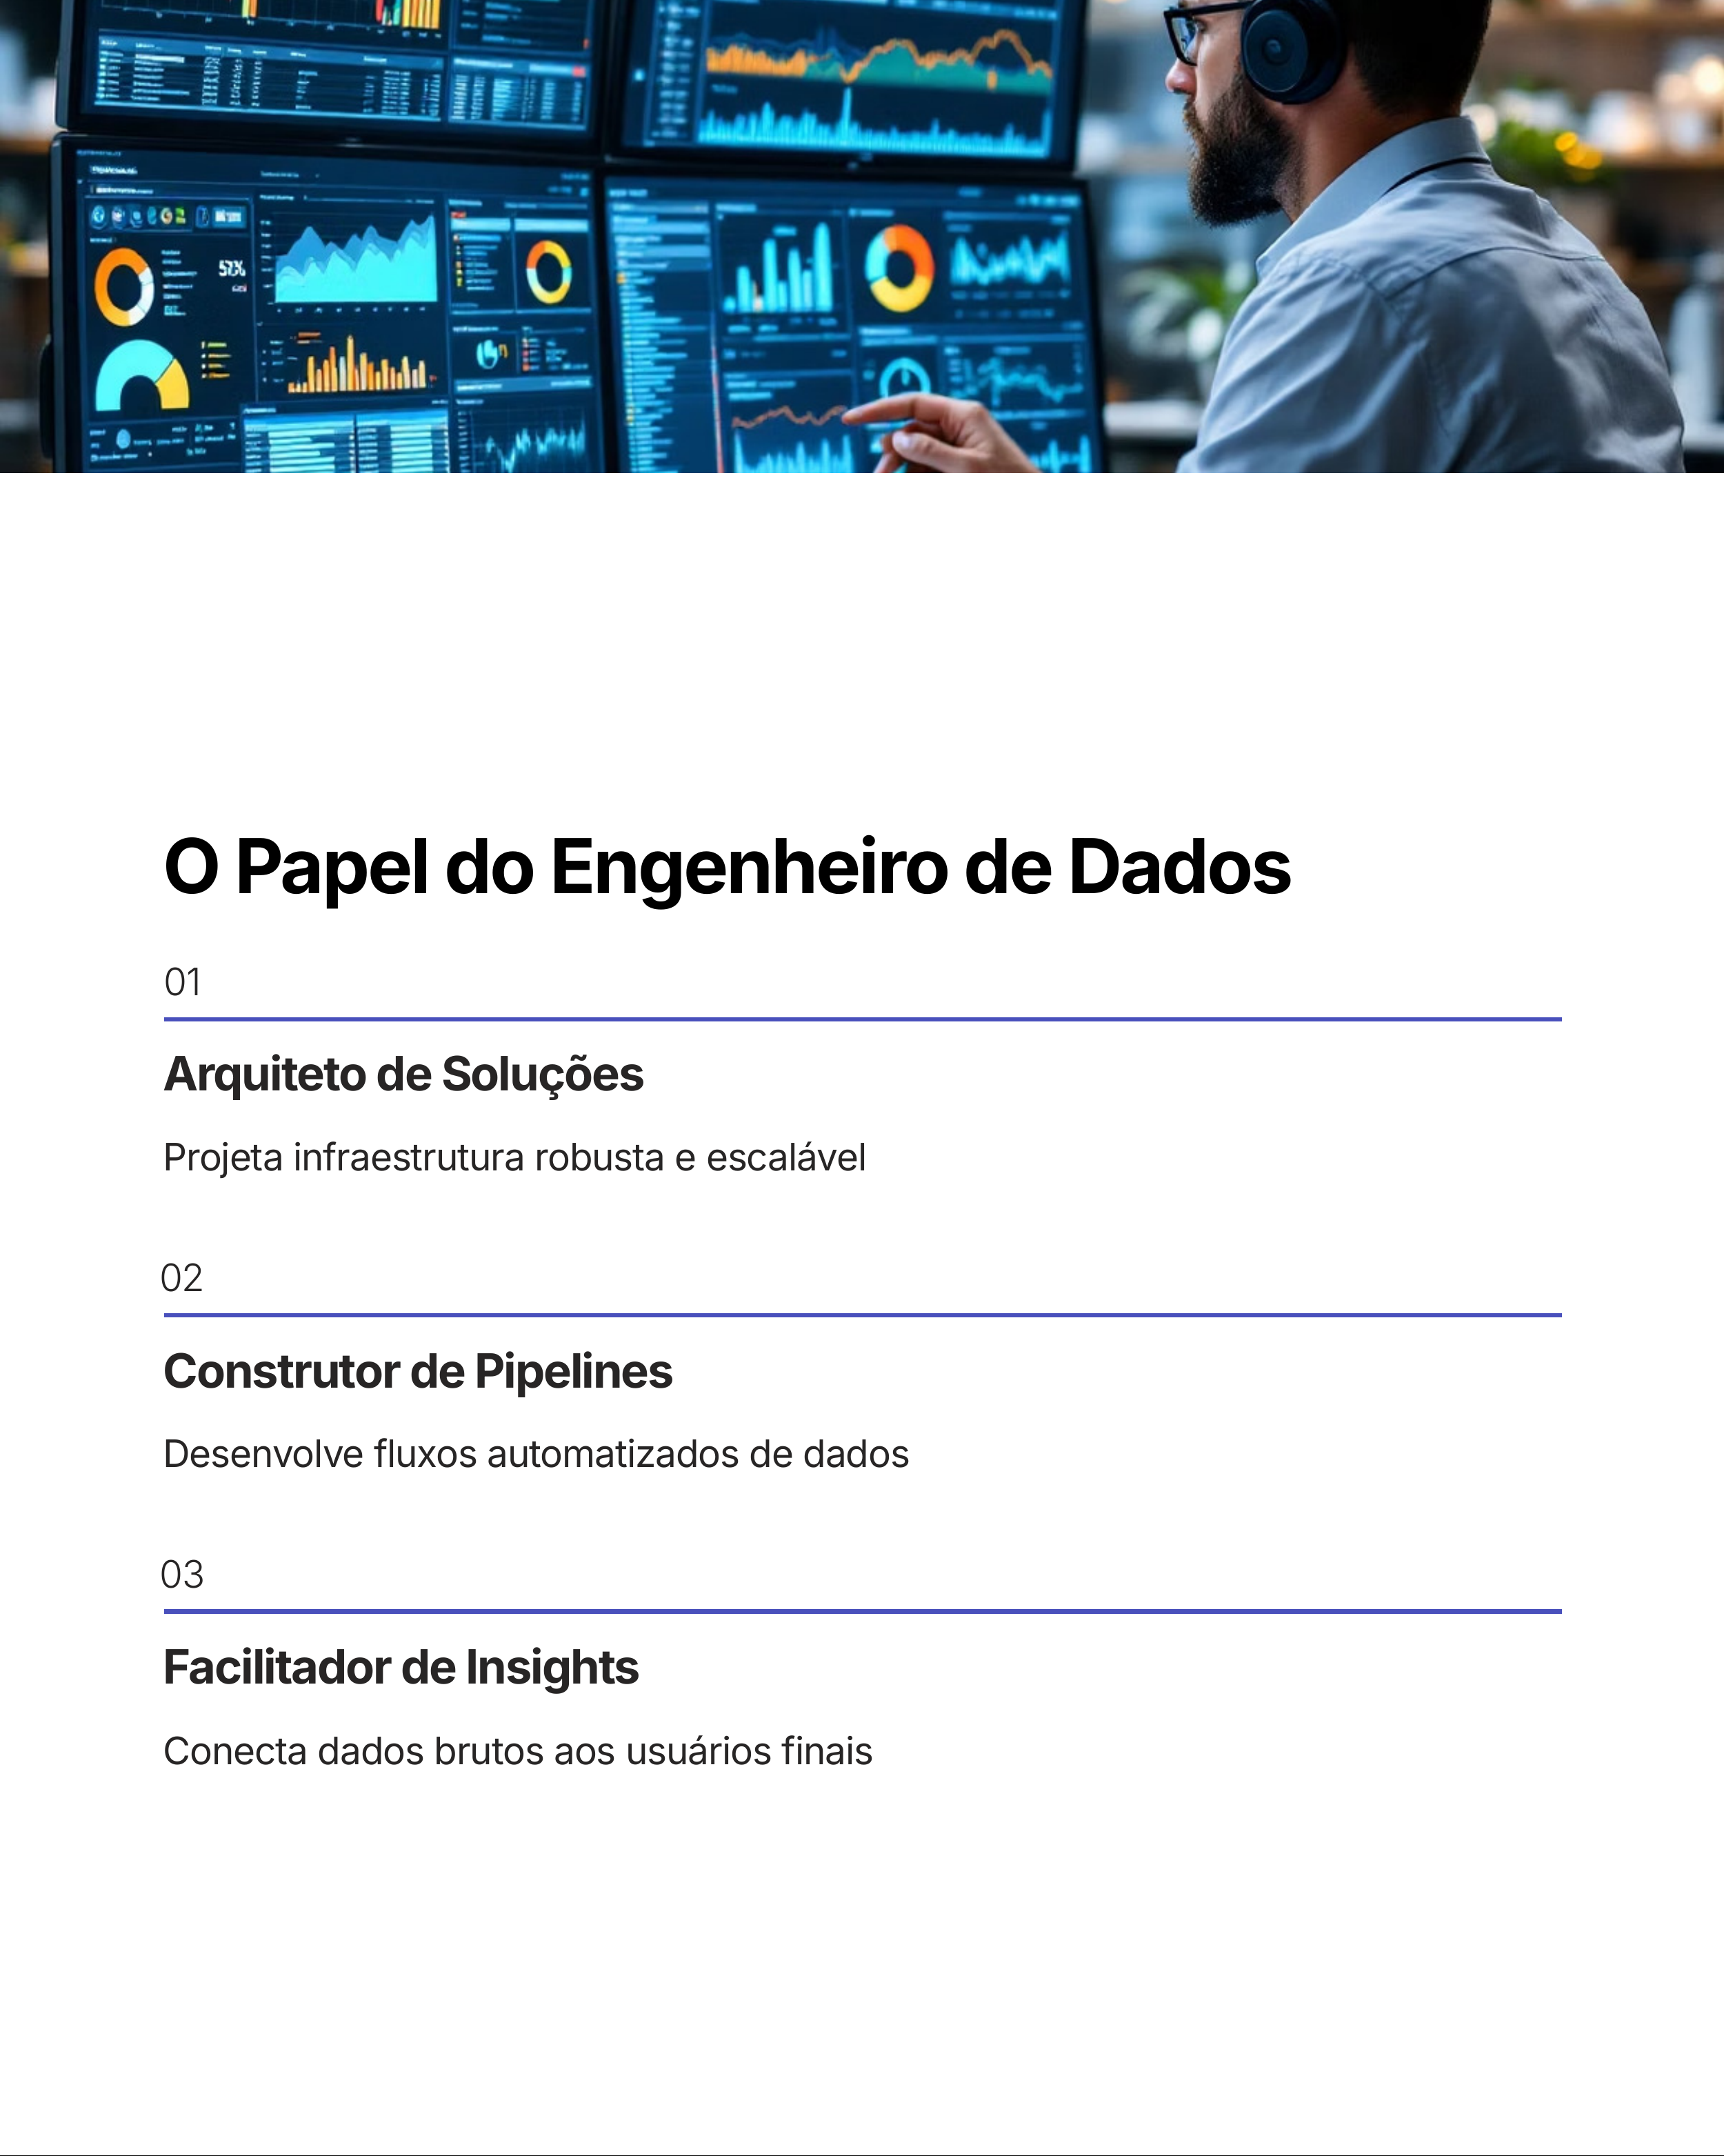 O Papel do Engenheiro de Dados
01
Arquiteto de Soluções
Projeta infraestrutura robusta e escalável
02
Construtor de Pipelines
Desenvolve fluxos automatizados de dados
03
Facilitador de Insights
Conecta dados brutos aos usuários finais